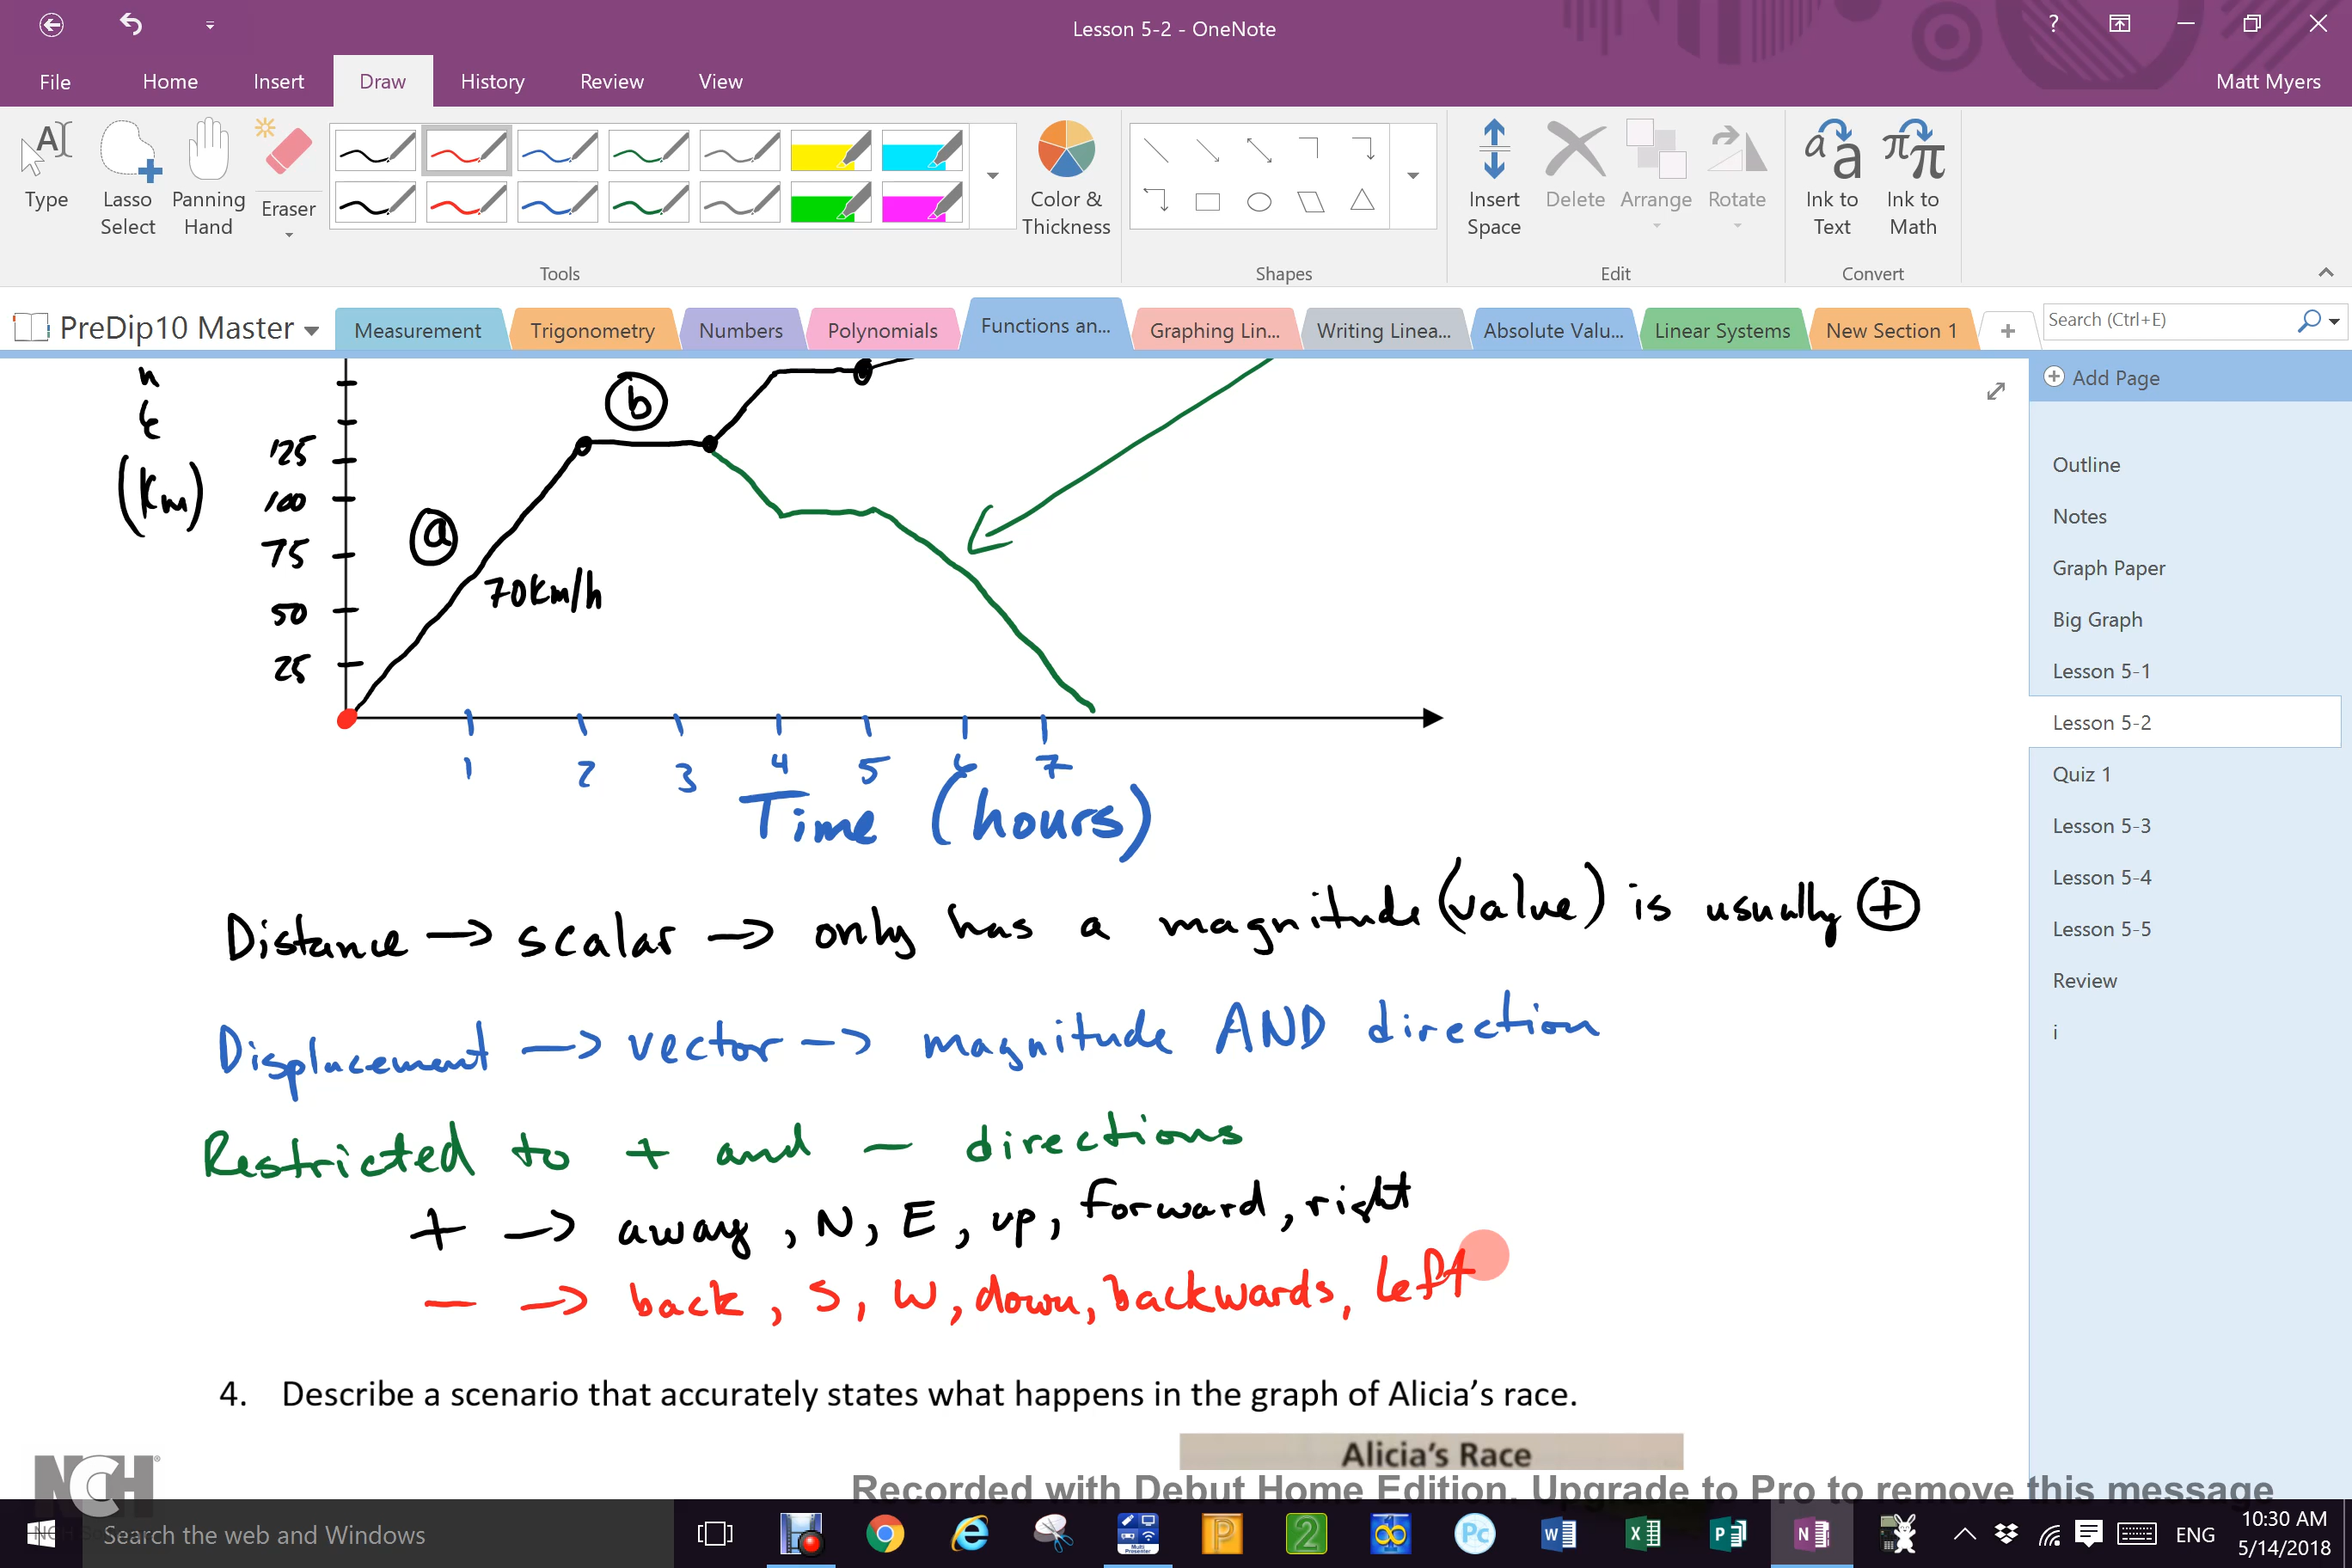 Lesson 5-2 - OneNote
?
File Home Insert Draw History Review View
Matt Myers
Type
Lasso Select
Panning Hand
Eraser
Color & Thickness
Insert Space
Delete
Arrange
Rotate
Ink to Text
Ink to Math
Tools
Shapes
Edit
Convert
PreDip10 Master
Measurement Trigonometry Numbers Polynomials Functions an... Graphing Lin... Writing Linea... Absolute Valu... Linear Systems New Section 1 +
Search (Ctrl+E)
Add Page
Outline
Notes
Graph Paper
Big Graph
Lesson 5-1
Lesson 5-2
Quiz 1
Lesson 5-3
Lesson 5-4
Lesson 5-5
Review
i
(Km)
125
100
75
50
25
a
b
70Km/h
1 2 3 4 5 6 7
Time (hours)
Distance → scalar → only has a magnitude (value) is usually +
Displacement → vector → magnitude AND direction
Restricted to + and - directions
+ → away, N, E, up, forward, right
- → back, S, W, down, backwards, left
4. Describe a scenario that accurately states what happens in the graph of Alicia's race.
Alicia's Race
NCH
Recorded with Debut Home Edition. Upgrade to Pro to remove this message
Search the web and Windows
ENG
10:30 AM
5/14/2018